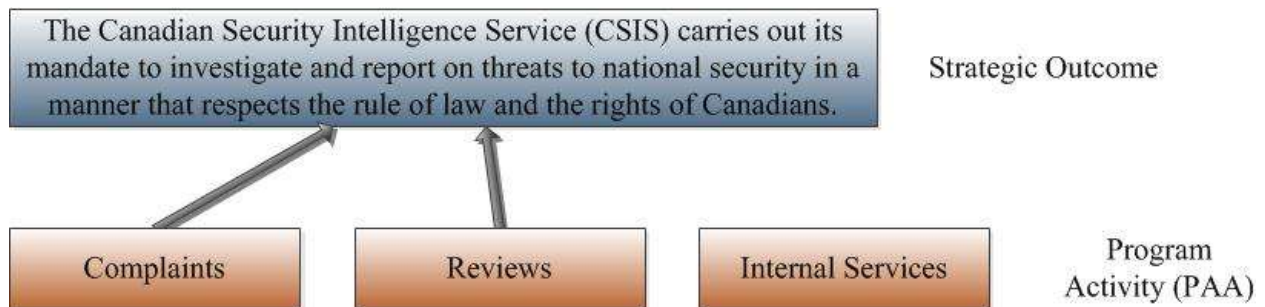 The Canadian Security Intelligence Service (CSIS) carries out its
mandate to investigate and report on threats to national security in a
manner that respects the rule of law and the rights of Canadians.
Strategic Outcome
Complaints
Reviews
Internal Services
Program
Activity (PAA)